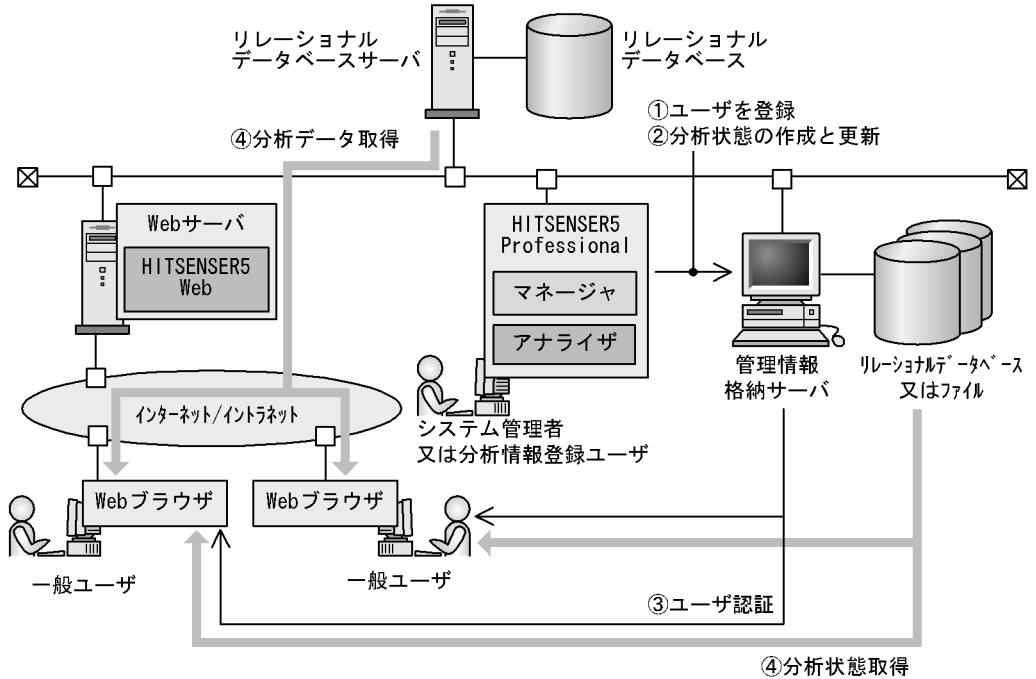 リレーショナル
データベースサーバ
リレーショナル
データベース
①ユーザを登録
②分析状態の作成と更新
④分析データ取得
Webサーバ
HITSENSER5
Web
HITSENSER5
Professional
マネージャ
アナライザ
管理情報
格納サーバ
リレーショナルデータベース
又はファイル
インターネット/イントラネット
システム管理者
又は分析情報登録ユーザ
Webブラウザ
Webブラウザ
一般ユーザ
一般ユーザ
③ユーザ認証
④分析状態取得